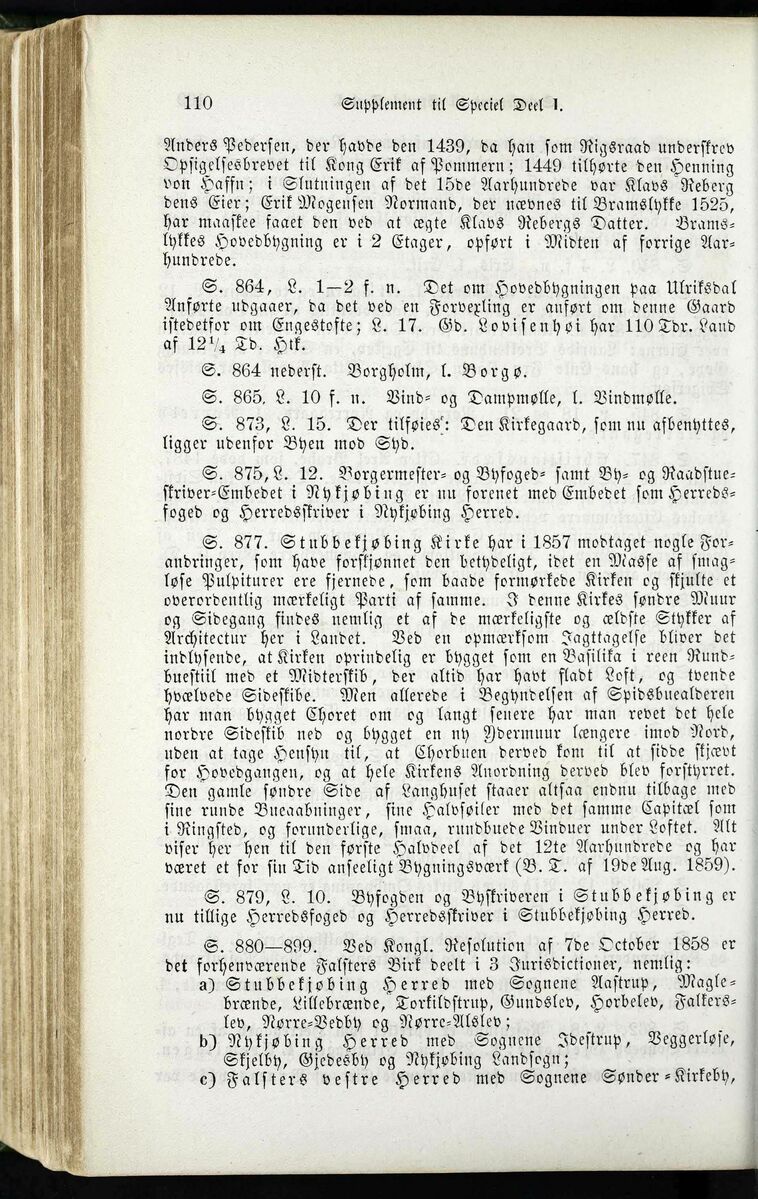 110 Supplement til Speciel Deel I.
Anders Pedersen, der havde den 1439, da han som Rigsraad underskrev
Opsigelsesbrevet til Kong Erik af Pommern; 1449 tilhørte den Henning
von Haffn; i Slutningen af det 15de Aarhundrede var Klavs Reberg
dens Eier; Erik Mogensen Normand, der nævnes til Bramslykke 1525,
har maaskee faaet den ved at ægte Klavs Rebergs Datter. Brams-
lykkes Hovedbygning er i 2 Etager, opført i Midten af forrige Aar-
hundrede.
S. 864, L. 1—2 f. n. Det om Hovedbygningen paa Ulriksdal
Anførte udgaaer, da det ved en Forvexling er anført om denne Gaard
istedetfor om Engestofte; L. 17. Gd. Lovisenhøi har 110 Tdr. Land
af 12¼ Td. Htk.
S. 864 nederst. Borgholm, l. Borgø.
S. 865, L. 10 f. n. Vind- og Dampmølle, l. Vindmølle.
S. 873, L. 15. Der tilføies: Den Kirkegaard, som nu afbenyttes,
ligger udenfor Byen mod Syd.
S. 875, L. 12. Borgermester- og Byfoged- samt By- og Raadstue-
skriver-Embedet i Nykjøbing er nu forenet med Embedet som Herreds-
foged og Herredsskriver i Nykjøbing Herred.
S. 877. Stubbekjøbing Kirke har i 1857 modtaget nogle For-
andringer, som have forskjønnet den betydeligt, idet en Masse af smag-
løse Pulpiturer ere fjernede, som baade formørkede Kirken og skjulte et
overordentlig mærkeligt Parti af samme. I denne Kirkes søndre Muur
og Sidegang findes nemlig et af de mærkeligste og ældste Stykker af
Architectur her i Landet. Ved en opmærksom Iagttagelse bliver det
indlysende, at Kirken oprindelig er bygget som en Basilika i reen Rund-
buestiil med et Midterskib, der altid har havt fladt Loft, og tvende
hvælvede Sideskibe. Men allerede i Begyndelsen af Spidsbuealderen
har man bygget Choret om og langt senere har man revet det hele
nordre Sideskib ned og bygget en ny Ydermuur længere imod Nord,
uden at tage Hensyn til, at Chorbuen derved kom til at sidde skjævt
for Hovedgangen, og at hele Kirkens Anordning derved blev forstyrret.
Den gamle søndre Side af Langhuset staaer altsaa endnu tilbage med
sine runde Bueaabninger, sine Halvsøiler med det samme Capitæl som
i Ringsted, og forunderlige, smaa, rundbuede Vinduer under Loftet. Alt
viser her hen til den første Halvdeel af det 12te Aarhundrede og har
været et for sin Tid anseeligt Bygningsværk (B. T. af 19de Aug. 1859).
S. 879, L. 10. Byfogden og Byskriveren i Stubbekjøbing er
nu tillige Herredsfoged og Herredsskriver i Stubbekjøbing Herred.
S. 880—899. Ved Kongl. Resolution af 7de October 1858 er
det forhenværende Falsters Birk deelt i 3 Jurisdictioner, nemlig:
a) Stubbekjøbing Herred med Sognene Aastrup, Magle-
brænde, Lillebrænde, Torkildstrup, Gundslev, Horbelev, Falkers-
lev, Nørre-Vedby og Nørre-Alslev;
b) Nykjøbing Herred med Sognene Idestrup, Veggerløse,
Skjelby, Gjedesby og Nykjøbing Landsogn;
c) Falsters vestre Herred med Sognene Sønder-Kirkeby,